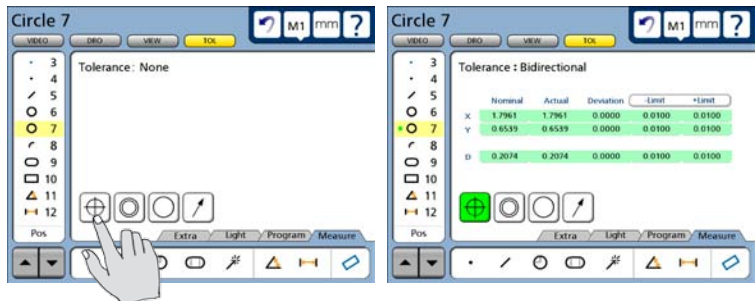 Circle 7
M1 mm ?
VIDEO DRO VIEW TOL
3
4
5
6
7
8
9
10
11
12
Pos
Tolerance: None
Extra Light Program Measure
Circle 7
M1 mm ?
VIDEO DRO VIEW TOL
3
4
5
6
7
8
9
10
11
12
Pos
Tolerance : Bidirectional
Nominal Actual Deviation -Limit +Limit
X 1.7961 1.7961 0.0000 0.0100 0.0100
Y 0.6539 0.6539 0.0000 0.0100 0.0100
D 0.2074 0.2074 0.0000 0.0100 0.0100
Extra Light Program Measure